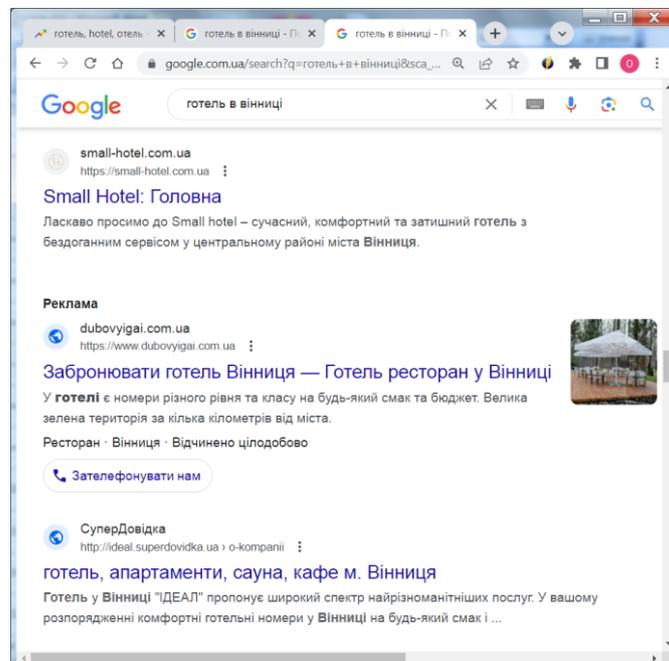 готель, hotel, отель -
готель в вінниці - По
готель в вінниці - По
google.com.ua/search?q=готель+в+вінниці&sca_...
O
Google
готель в вінниці
small-hotel.com.ua
https://small-hotel.com.ua
Small Hotel: Головна
Ласкаво просимо до Small hotel – сучасний, комфортний та затишний готель з
бездоганним сервісом у центральному районі міста Вінниця.
Реклама
dubovyigai.com.ua
https://www.dubovyigai.com.ua
Забронювати готель Вінниця — Готель ресторан у Вінниці
У готелі є номери різного рівня та класу на будь-який смак та бюджет. Велика
зелена територія за кілька кілометрів від міста.
Ресторан · Вінниця · Відчинено цілодобово
Зателефонувати нам
СуперДовідка
http://ideal.superdovidka.ua › o-kompanii
готель, апартаменти, сауна, кафе м. Вінниця
Готель у Вінниці "ІДЕАЛ" пропонує широкий спектр найрізноманітніших послуг. У вашому
розпорядженні комфортні готельні номери у Вінниці на будь-який смак і ...